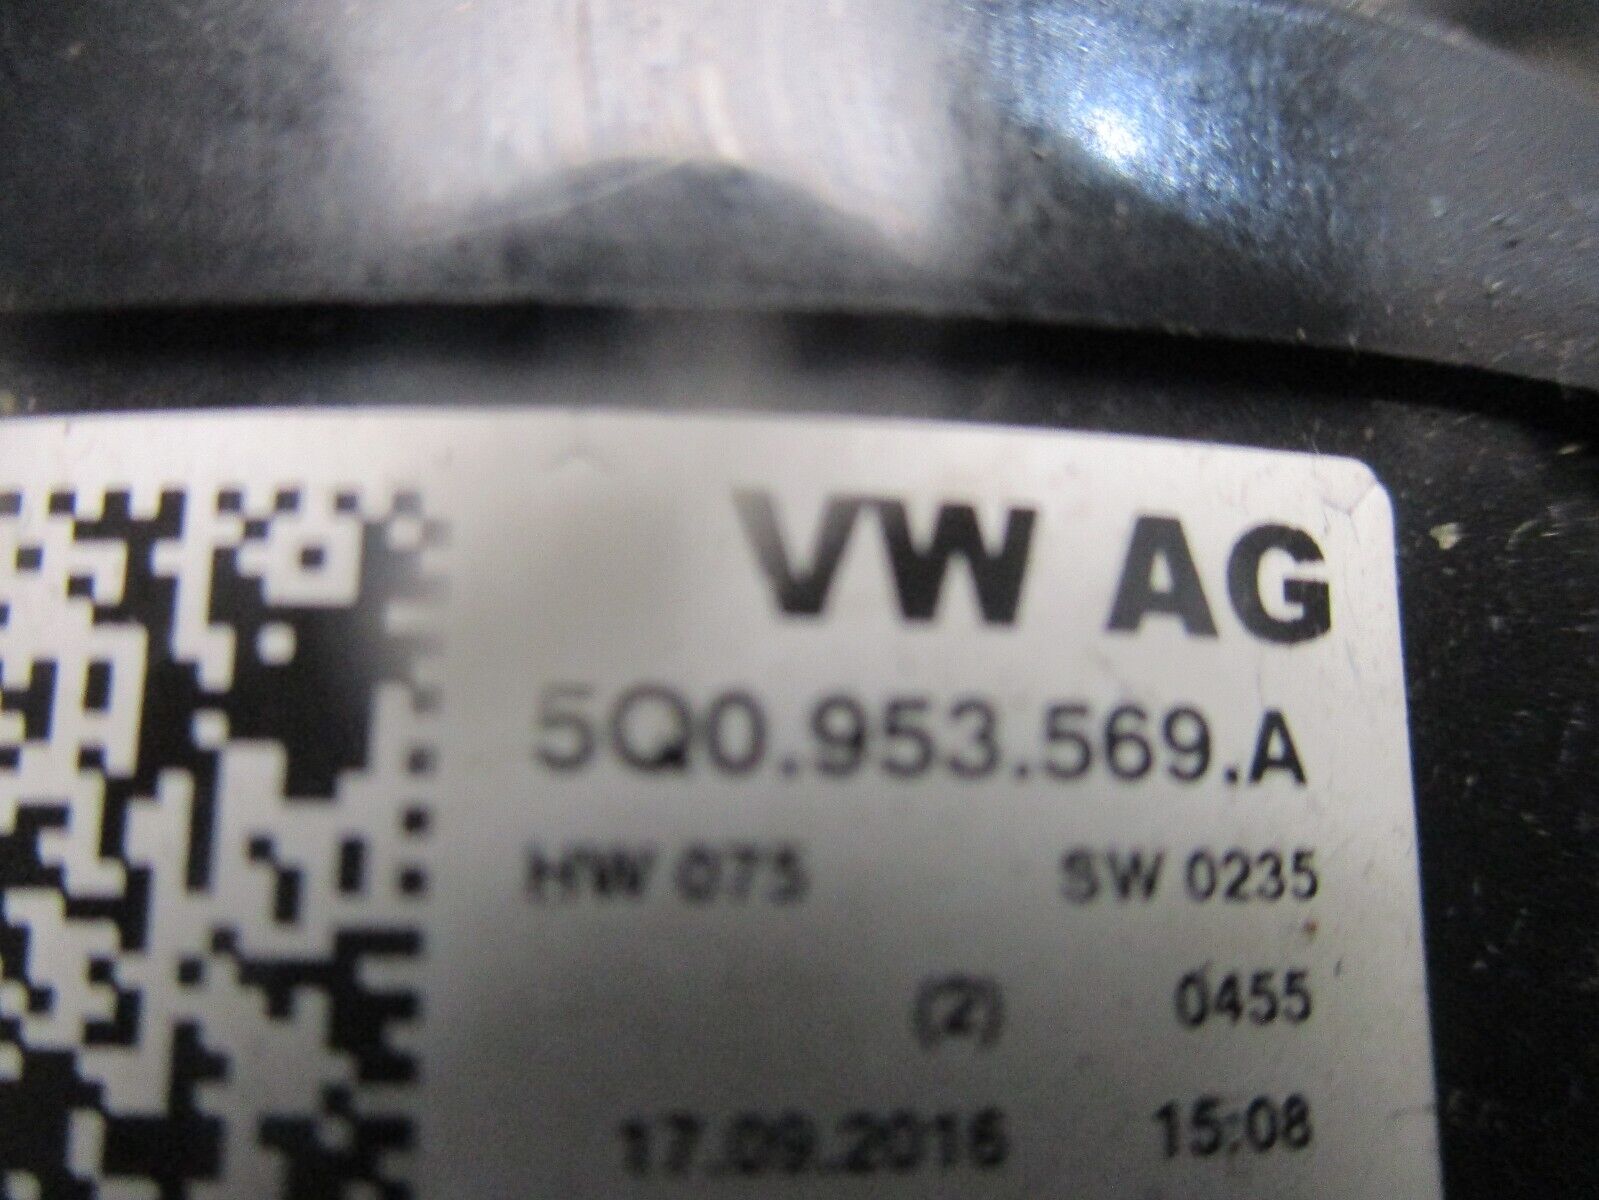 VW AG
5Q0.953.569.A
HW 075 SW 0235
(2) 0455
17.09.2016 15:08